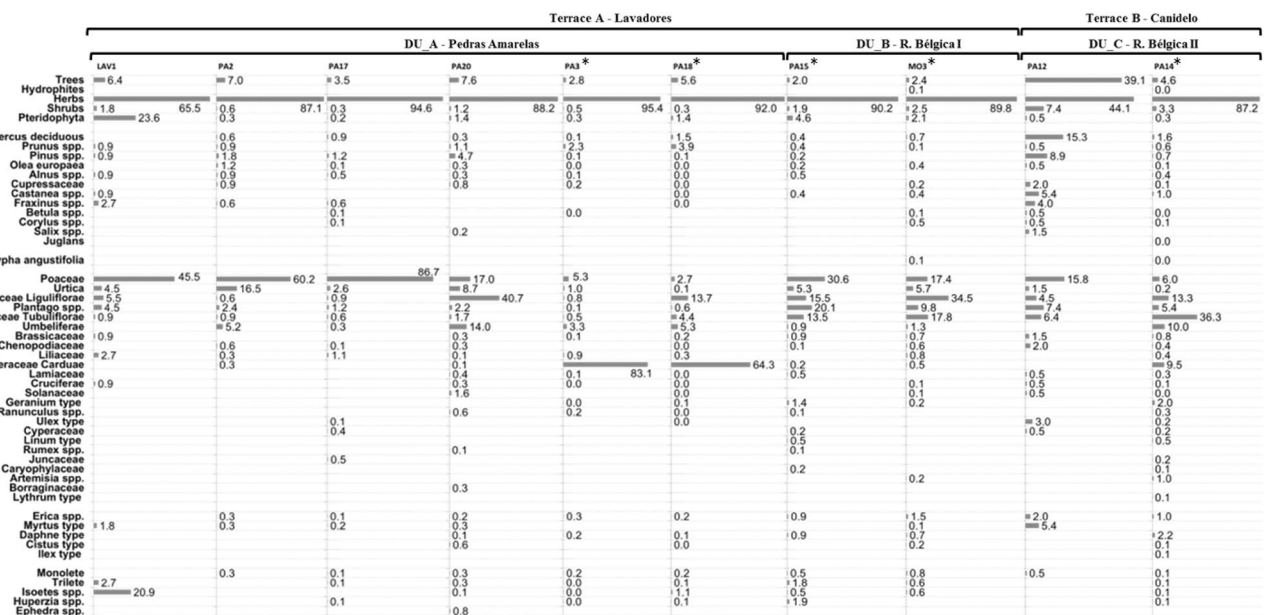 Terrace A - Lavadores Terrace B - Canidelo
DU_A - Pedras Amarelas DU_B - R. Bélgica I DU_C - R. Bélgica II
LAV1 PA2 PA17 PA20 PA3* PA18* PA15* MO3* PA12 PA14*
Trees 6.4 7.0 3.5 7.6 2.8 5.6 2.0 2.4 39.1 4.6
Hydrophites 0.1 0.0
Herbs 65.5 87.1 94.6 88.2 95.4 92.0 90.2 89.8 44.1 87.2
Shrubs 1.8 0.6 0.3 1.2 0.5 0.3 1.9 2.5 7.4 3.3
Pteridophyta 23.6 0.3 0.2 1.4 0.3 1.4 4.6 2.1 0.5 0.3
ercus deciduous 0.6 0.9 0.3 0.1 1.5 0.4 0.7 15.3 1.6
Prunus spp. 0.9 0.9 1.1 2.3 3.9 0.4 0.1 0.5 0.6
Pinus spp. 0.9 1.8 1.2 4.7 0.1 0.1 0.2 8.9 0.7
Olea europaea 1.2 0.1 0.3 0.0 0.0 0.2 0.4 0.5 0.1
Alnus spp. 0.9 0.9 0.5 0.3 0.1 0.0 0.5 0.4
Cupressaceae 0.9 0.8 0.2 0.0 0.2 2.0 0.1
Castanea spp. 0.9 0.0 0.4 0.4 5.4 1.0
Fraxinus spp. 2.7 0.6 0.6 0.0 4.0
Betula spp. 0.1 0.0 0.1 0.5 0.0
Corylus spp. 0.1 0.5 0.5 0.1
Salix spp. 0.2 1.5
Juglans 0.0
ypha angustifolia 0.1 0.0
Poaceae 45.5 60.2 86.7 17.0 5.3 2.7 30.6 17.4 15.8 6.0
Urtica 4.5 16.5 2.6 8.7 1.0 0.1 5.3 5.7 1.5 0.2
ceae Liguliflorae 5.5 0.6 0.9 40.7 0.8 13.7 15.5 34.5 4.5 13.3
Plantago spp. 4.5 2.4 1.2 2.2 0.1 0.6 20.1 9.8 7.4 5.4
ceae Tubuliflorae 0.9 0.9 0.6 1.7 0.5 4.4 13.5 17.8 6.4 36.3
Umbeliferae 5.2 0.3 14.0 3.3 5.3 0.9 1.3 10.0
Brassicaceae 0.9 0.3 0.1 0.2 0.9 0.7 1.5 0.8
Chenopodiaceae 0.6 0.1 0.3 0.0 0.1 0.6 2.0 0.4
Liliaceae 2.7 0.3 1.1 0.1 0.9 0.3 0.8 0.4
eraceae Carduae 0.3 0.1 83.1 64.3 0.2 0.5 9.5
Lamiaceae 0.4 0.1 0.0 0.5 0.5 0.3
Cruciferae 0.9 0.3 0.0 0.0 0.1 0.5 0.1
Solanaceae 1.6 0.0 0.1 0.5 0.0
Geranium type 0.0 0.1 1.4 0.2 2.0
Ranunculus spp. 0.6 0.2 0.0 0.1 0.3
Ulex type 0.1 0.0 3.0 0.2
Cyperaceae 0.4 0.2 0.5 0.2
Linum type 0.5 0.5
Rumex spp. 0.1 0.1
Juncaceae 0.5 0.2
Caryophylaceae 0.2 0.1
Artemisia spp. 0.2 1.0
Borraginaceae 0.3
Lythrum type 0.1
Erica spp. 0.3 0.1 0.2 0.3 0.2 0.9 1.5 2.0 1.0
Myrtus type 1.8 0.3 0.2 0.3 0.1 5.4
Daphne type 0.1 0.2 0.1 0.9 0.7 2.2
Cistus type 0.6 0.0 0.2 0.1
Ilex type 0.1
Monolete 0.3 0.1 0.3 0.2 0.2 0.5 0.8 0.5 0.1
Trilete 2.7 0.1 0.3 0.0 0.1 1.8 0.6 0.1
Isoetes spp. 20.9 0.1 0.0 1.1 0.5 0.6 0.1
Huperzia spp. 0.1 0.0 0.1 1.9 0.1
Ephedra spp. 0.8